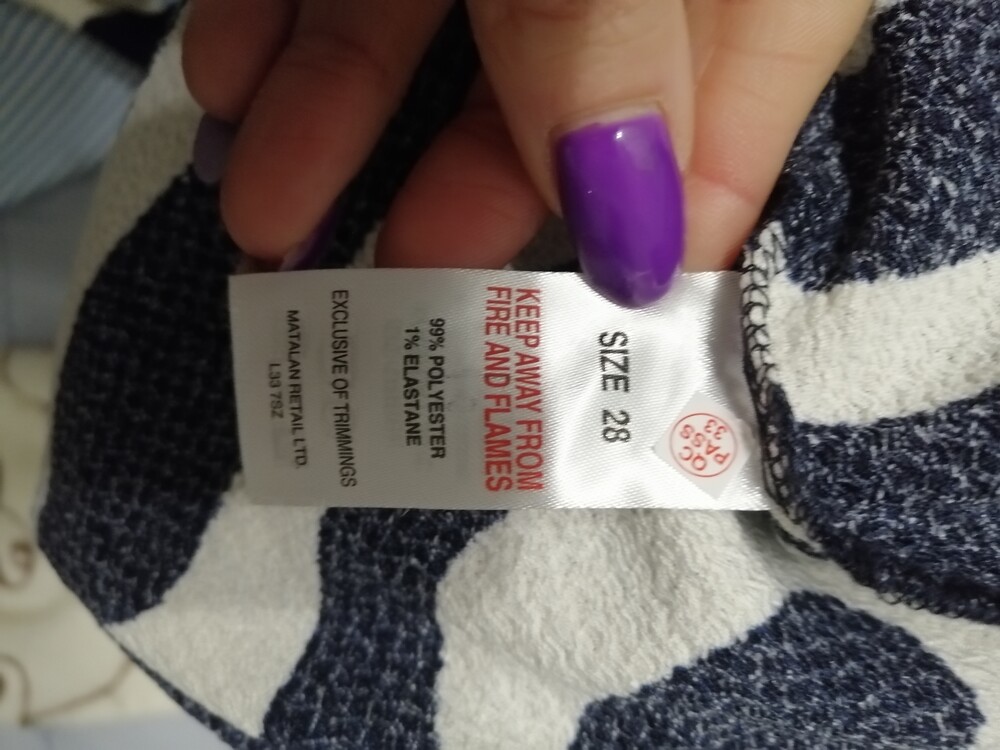 QC
PASS
33
SIZE 28
KEEP AWAY FROM
FIRE AND FLAMES
99% POLYESTER
1% ELASTANE
EXCLUSIVE OF TRIMMINGS
MATALAN RETAIL LTD.
L33 7SZ